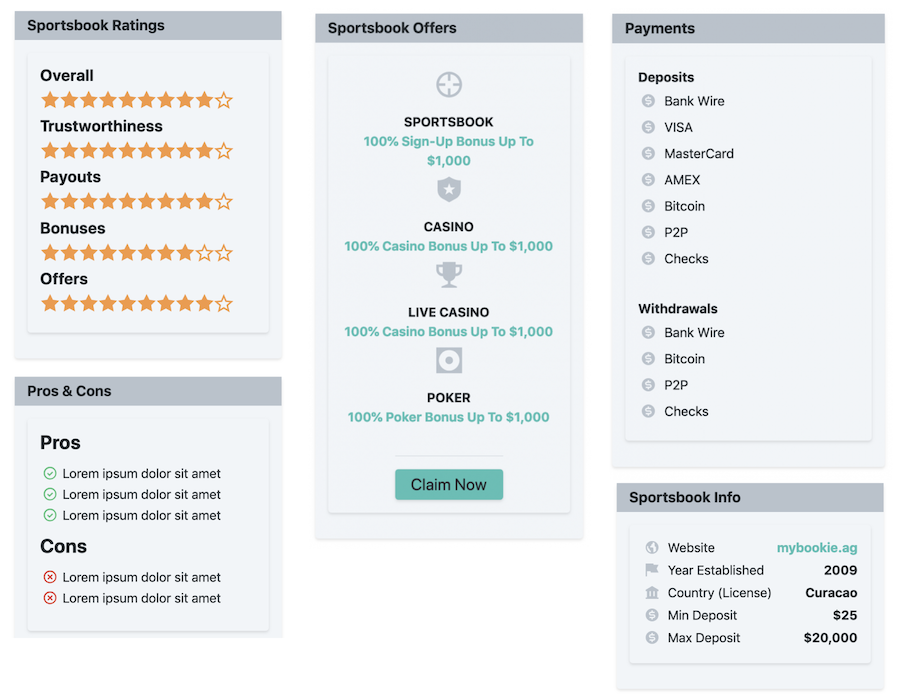 Sportsbook Ratings
Overall
Trustworthiness
Payouts
Bonuses
Offers
Pros & Cons
Pros
Lorem ipsum dolor sit amet
Lorem ipsum dolor sit amet
Lorem ipsum dolor sit amet
Cons
Lorem ipsum dolor sit amet
Lorem ipsum dolor sit amet
Sportsbook Offers
SPORTSBOOK
100% Sign-Up Bonus Up To
$1,000
CASINO
100% Casino Bonus Up To $1,000
LIVE CASINO
100% Casino Bonus Up To $1,000
POKER
100% Poker Bonus Up To $1,000
Claim Now
Payments
Deposits
Bank Wire
VISA
MasterCard
AMEX
Bitcoin
P2P
Checks
Withdrawals
Bank Wire
Bitcoin
P2P
Checks
Sportsbook Info
Website mybookie.ag
Year Established 2009
Country (License) Curacao
Min Deposit $25
Max Deposit $20,000